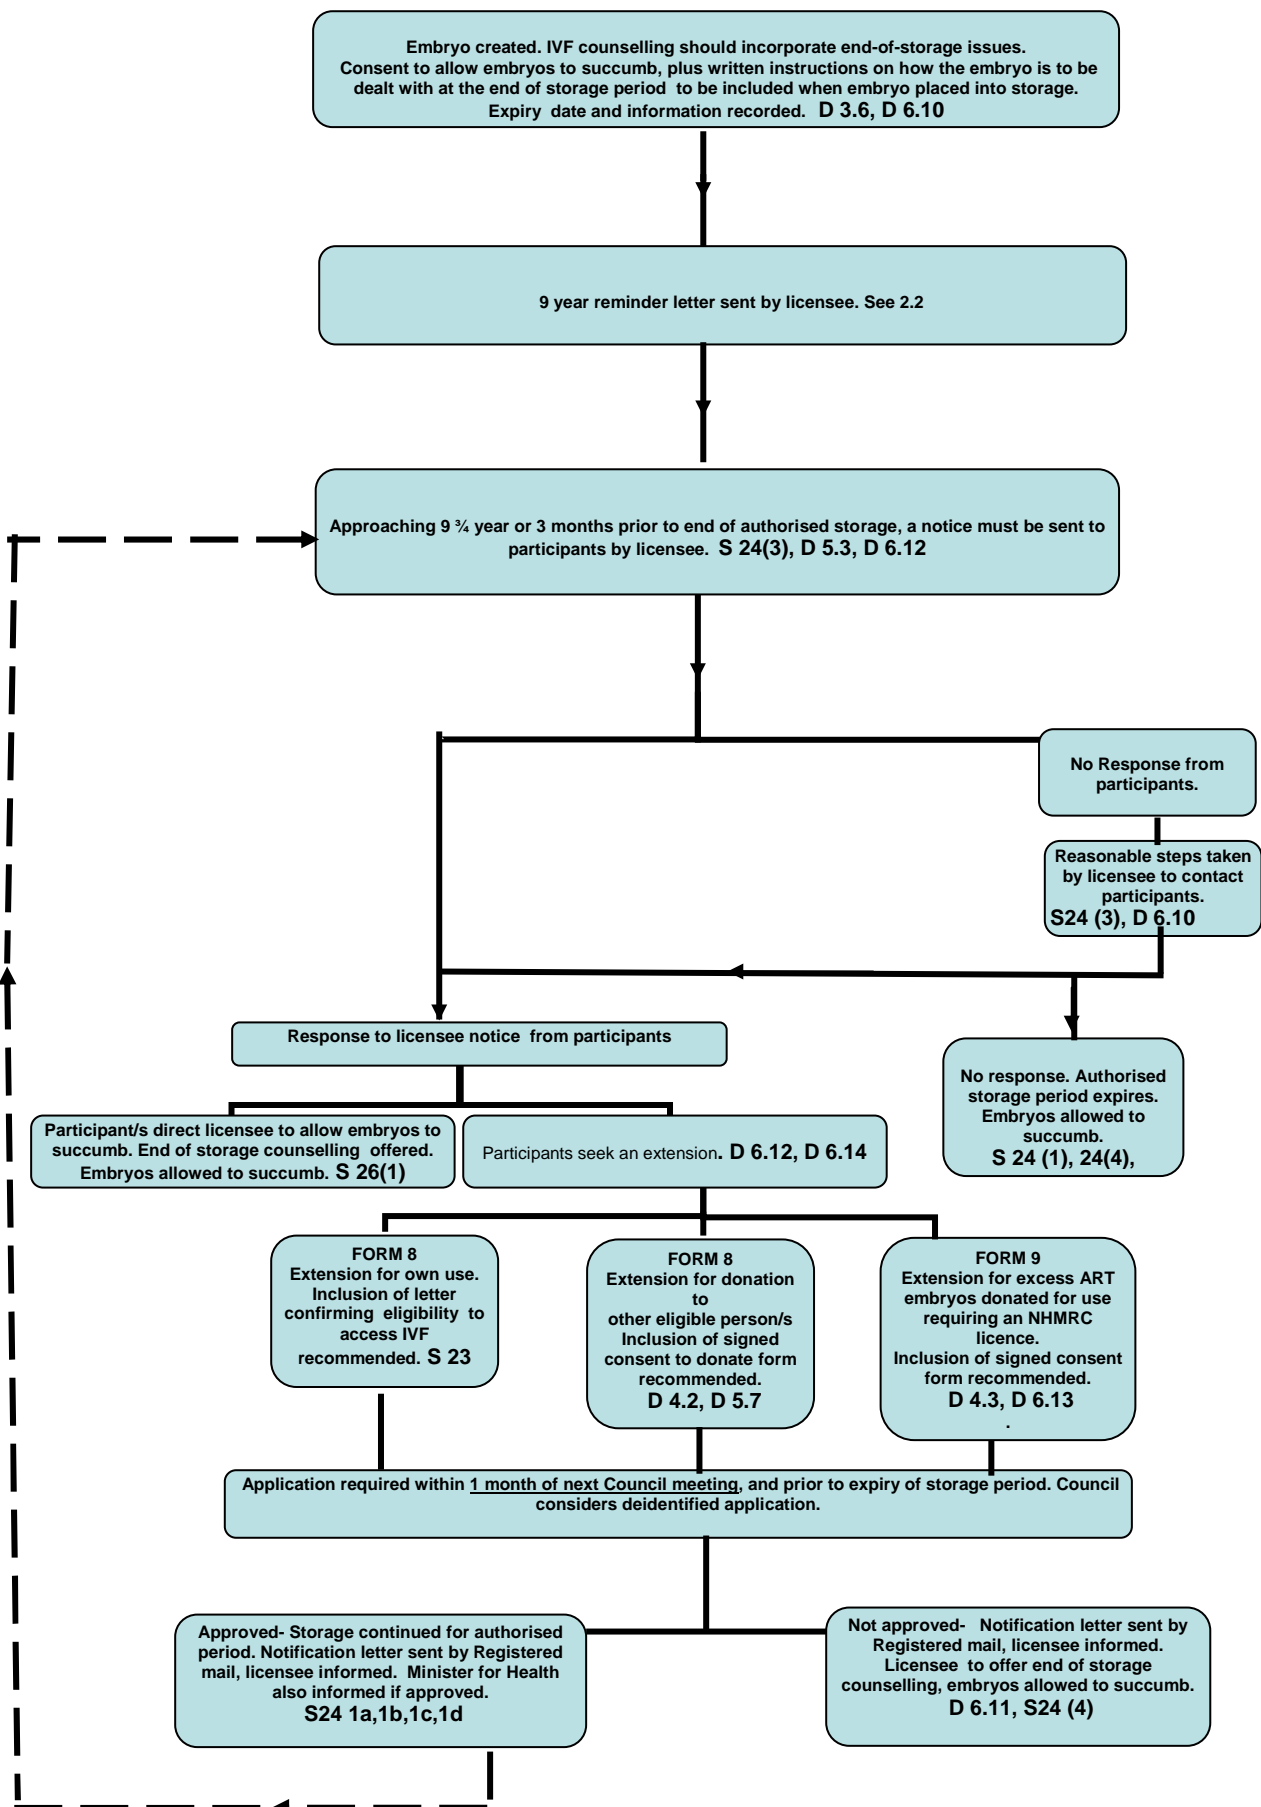 Embryo created. IVF counselling should incorporate end-of-storage issues.
Consent to allow embryos to succumb, plus written instructions on how the embryo is to be
dealt with at the end of storage period to be included when embryo placed into storage.
Expiry date and information recorded. D 3.6, D 6.10
9 year reminder letter sent by licensee. See 2.2
Approaching 9 ¾ year or 3 months prior to end of authorised storage, a notice must be sent to
participants by licensee. S 24(3), D 5.3, D 6.12
No Response from
participants.
Reasonable steps taken
by licensee to contact
participants.
S24 (3), D 6.10
Response to licensee notice from participants
No response. Authorised
storage period expires.
Embryos allowed to
succumb.
S 24 (1), 24(4),
Participant/s direct licensee to allow embryos to
succumb. End of storage counselling offered.
Embryos allowed to succumb. S 26(1)
Participants seek an extension. D 6.12, D 6.14
FORM 8
Extension for own use.
Inclusion of letter
confirming eligibility to
access IVF
recommended. S 23
FORM 8
Extension for donation
to
other eligible person/s
Inclusion of signed
consent to donate form
recommended.
D 4.2, D 5.7
FORM 9
Extension for excess ART
embryos donated for use
requiring an NHMRC
licence.
Inclusion of signed consent
form recommended.
D 4.3, D 6.13
.
Application required within 1 month of next Council meeting, and prior to expiry of storage period. Council
considers deidentified application.
Approved- Storage continued for authorised
period. Notification letter sent by Registered
mail, licensee informed. Minister for Health
also informed if approved.
S24 1a,1b,1c,1d
Not approved- Notification letter sent by
Registered mail, licensee informed.
Licensee to offer end of storage
counselling, embryos allowed to succumb.
D 6.11, S24 (4)